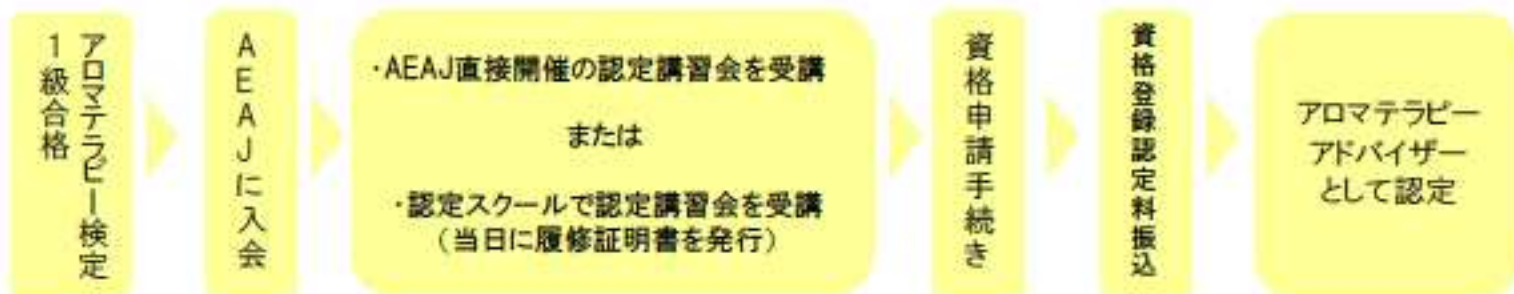 アロマテラピー検定
1級合格
AEAJに入会
・AEAJ直接開催の認定講習会を受講
または
・認定スクールで認定講習会を受講
（当日に履修証明書を発行）
資格申請手続き
資格登録認定料振込
アロマテラピー
アドバイザー
として認定